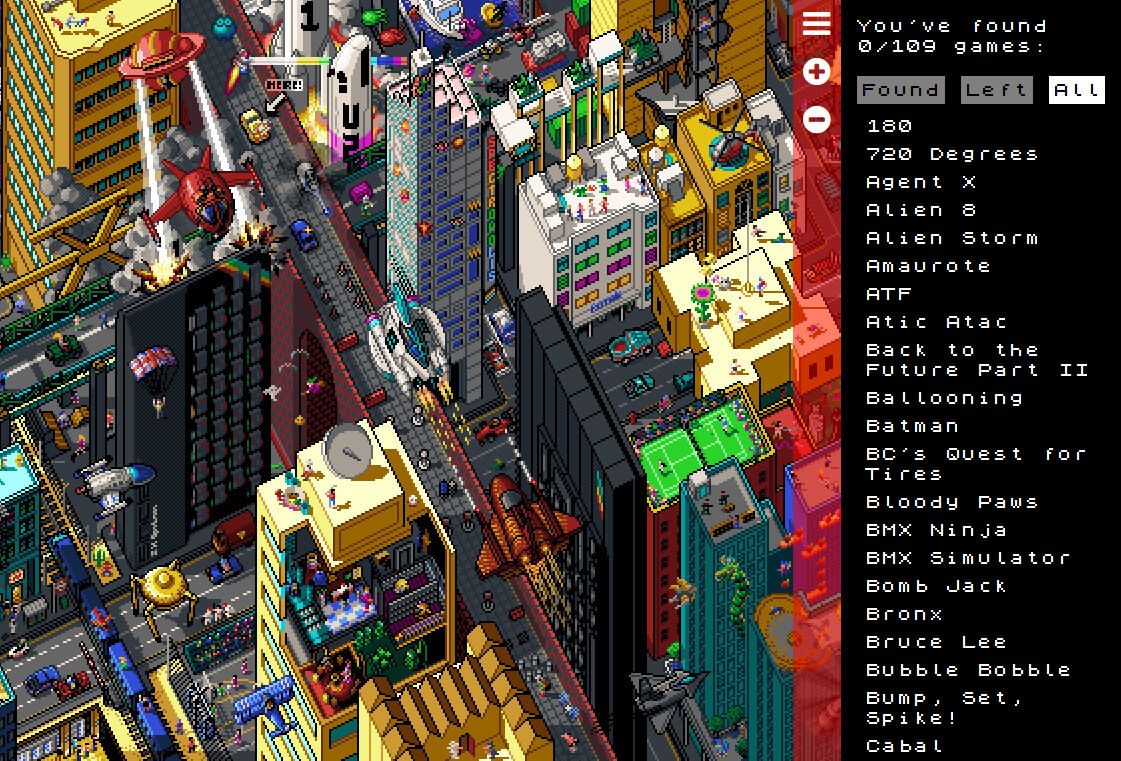 1
HERE!
You've found
0/109 games:
Found
Left
All
180
720 Degrees
Agent X
Alien 8
Alien Storm
Amaurote
ATF
Atic Atac
Back to the
Future Part II
Ballooning
Batman
BC's Quest for
Tires
Bloody Paws
BMX Ninja
BMX Simulator
Bomb Jack
Bronx
Bruce Lee
Bubble Bobble
Bump, Set,
Spike!
Cabal